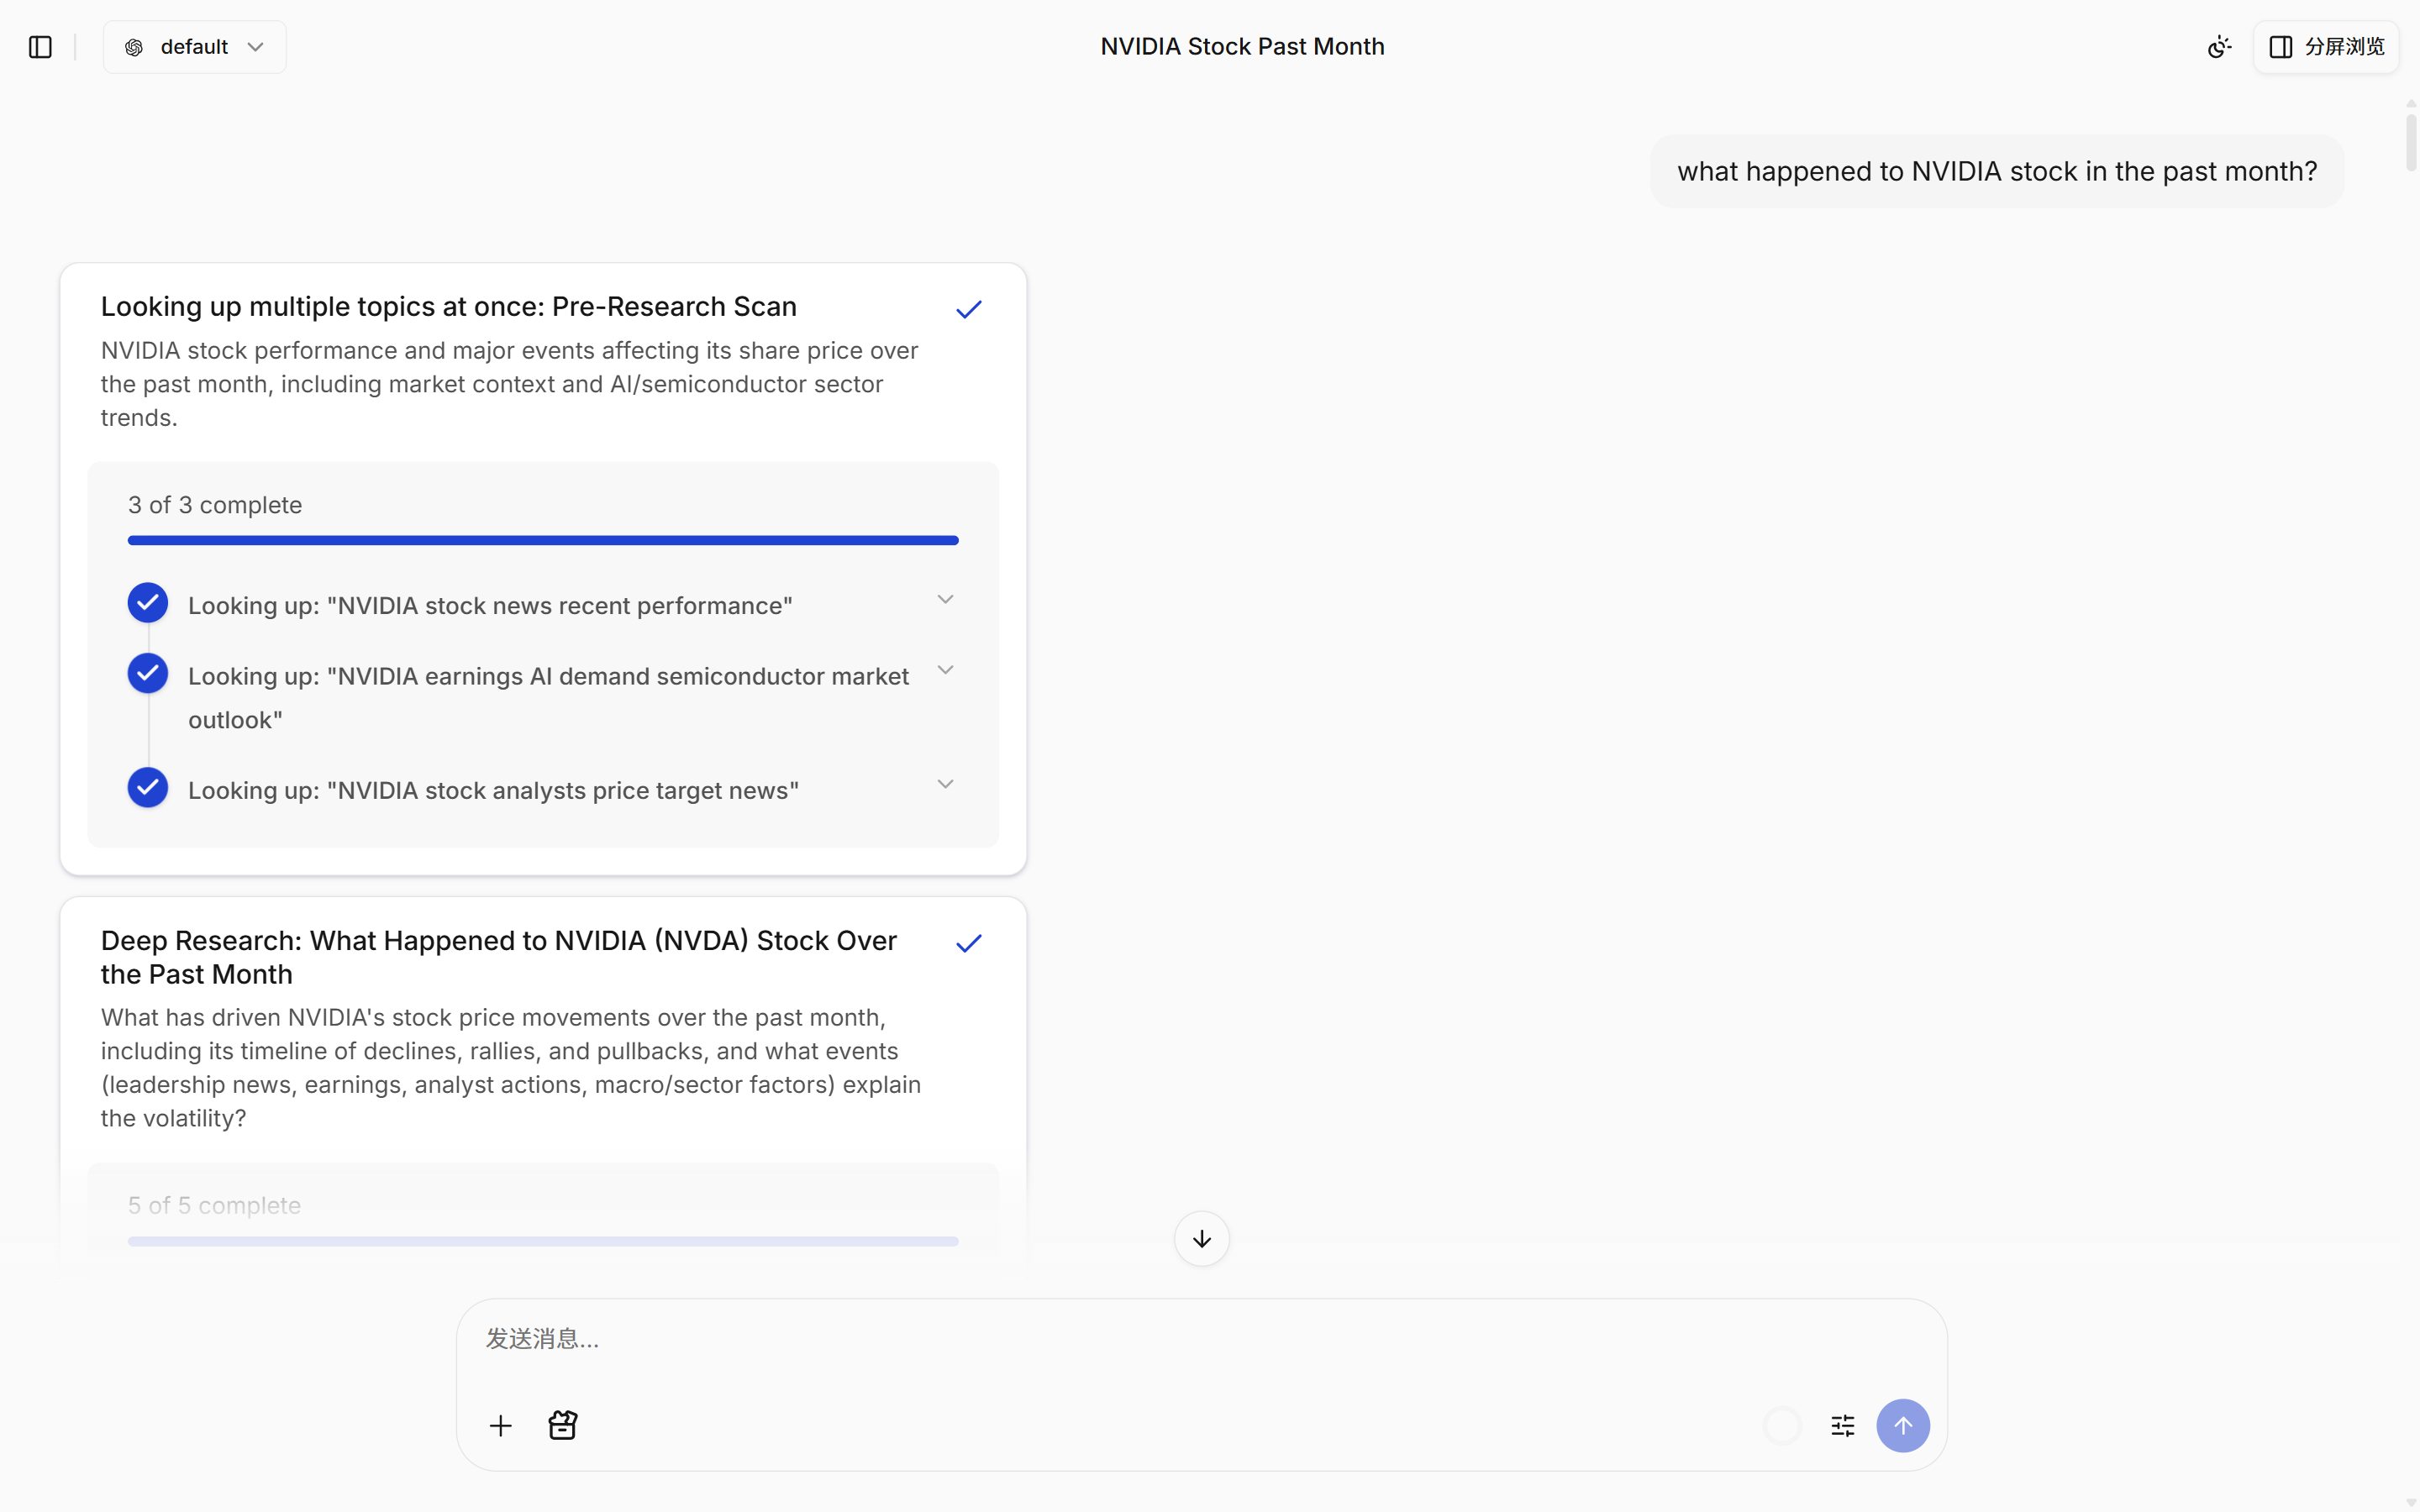 default
NVIDIA Stock Past Month
分屏浏览
what happened to NVIDIA stock in the past month?
Looking up multiple topics at once: Pre-Research Scan
NVIDIA stock performance and major events affecting its share price over
the past month, including market context and AI/semiconductor sector
trends.
3 of 3 complete
Looking up: "NVIDIA stock news recent performance"
Looking up: "NVIDIA earnings AI demand semiconductor market
outlook"
Looking up: "NVIDIA stock analysts price target news"
Deep Research: What Happened to NVIDIA (NVDA) Stock Over
the Past Month
What has driven NVIDIA's stock price movements over the past month,
including its timeline of declines, rallies, and pullbacks, and what events
(leadership news, earnings, analyst actions, macro/sector factors) explain
the volatility?
5 of 5 complete
发送消息...